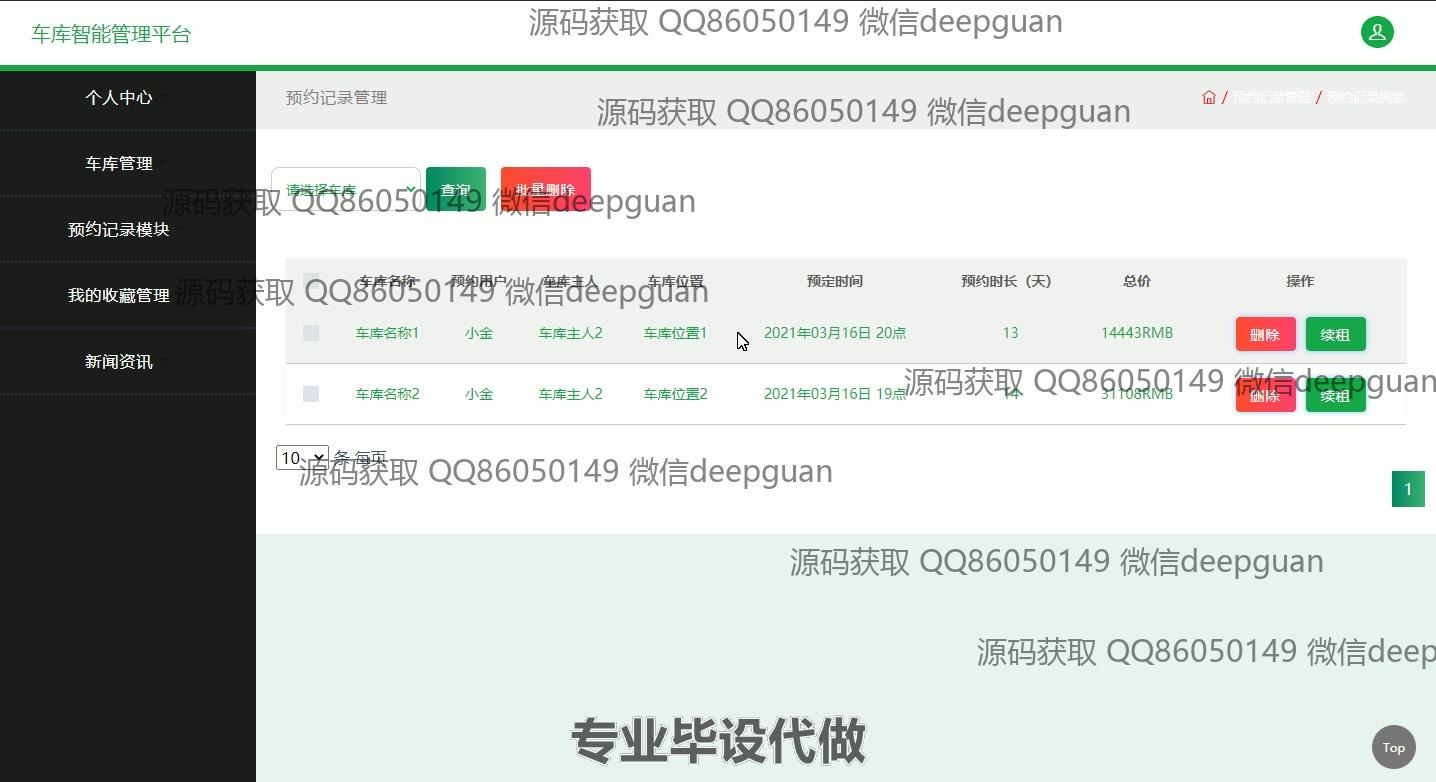 车库智能管理平台
源码获取 QQ86050149 微信deepguan
个人中心
预约记录管理
/ 预约记录管理 / 预约记录列表
源码获取 QQ86050149 微信deepguan
车库管理
请选择车库 查询 批量删除
源码获取 QQ86050149 微信deepguan
预约记录模块
车库名称 预约用户 车库主人 车库位置 预定时间 预约时长（天） 总价 操作
源码获取 QQ86050149 微信deepguan
我的收藏管理
车库名称1 小金 车库主人2 车库位置1 2021年03月16日 20点 13 14443RMB 删除 续租
新闻资讯
源码获取 QQ86050149 微信deepguan
车库名称2 小金 车库主人2 车库位置2 2021年03月16日 19点 14 31108RMB 删除 续租
10 条 每页
源码获取 QQ86050149 微信deepguan
1
源码获取 QQ86050149 微信deepguan
源码获取 QQ86050149 微信deep
专业毕设代做
Top